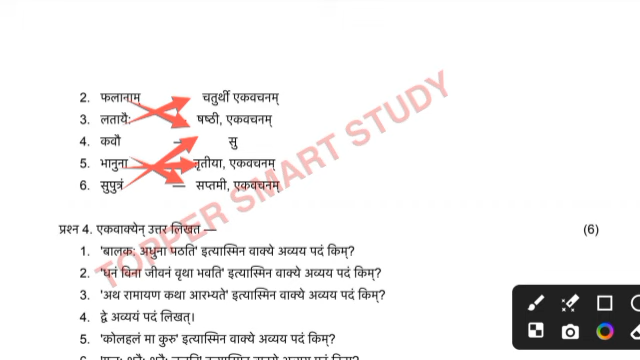 2. फलानाम् चतुर्थी एकवचनम्
3. लतायै: — षष्ठी, एकवचनम्
4. कवौ — सु
5. भानुना तृतीया, एकवचनम्
6. सुपुत्रं — सप्तमी, एकवचनम्
TOPPER SMART STUDY
प्रश्न 4. एकवाक्येन् उत्तर लिखत — (6)
1. 'बालक: अधुना पठति' इत्यास्मिन वाक्ये अव्यय पदं किम्?
2. 'धनं विना जीवनं वृथा भवति' इत्यास्मिन वाक्ये अव्यय पदं किम्?
3. 'अथ रामायण कथा आरभ्यते' इत्यास्मिन वाक्ये अव्यय पदं किम्?
4. द्वे अव्ययं पदं लिखत्।
5. 'कोलहलं मा कुरु' इत्यास्मिन वाक्ये अव्यय पदं किम्?